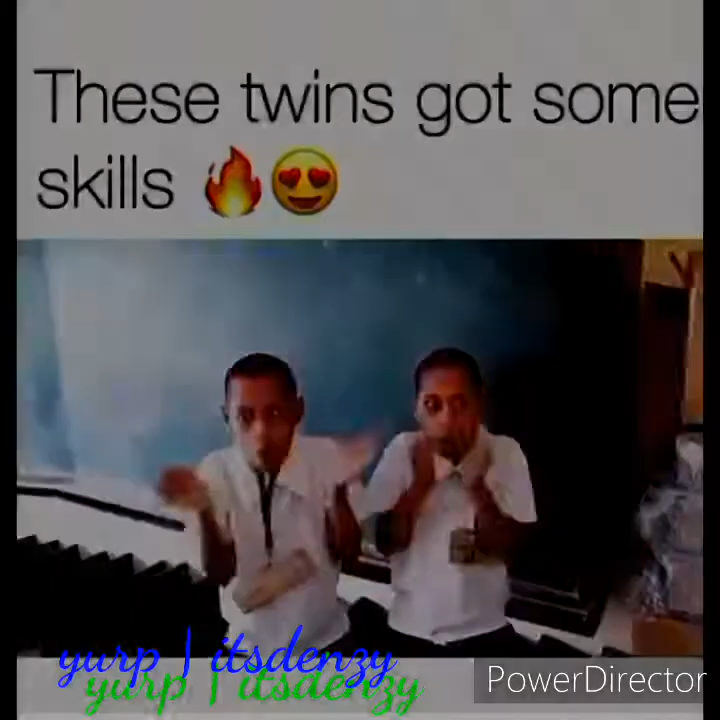 These twins got some
skills 🔥😍
yurp | itsdenzy
yurp | itsdenzy
PowerDirector